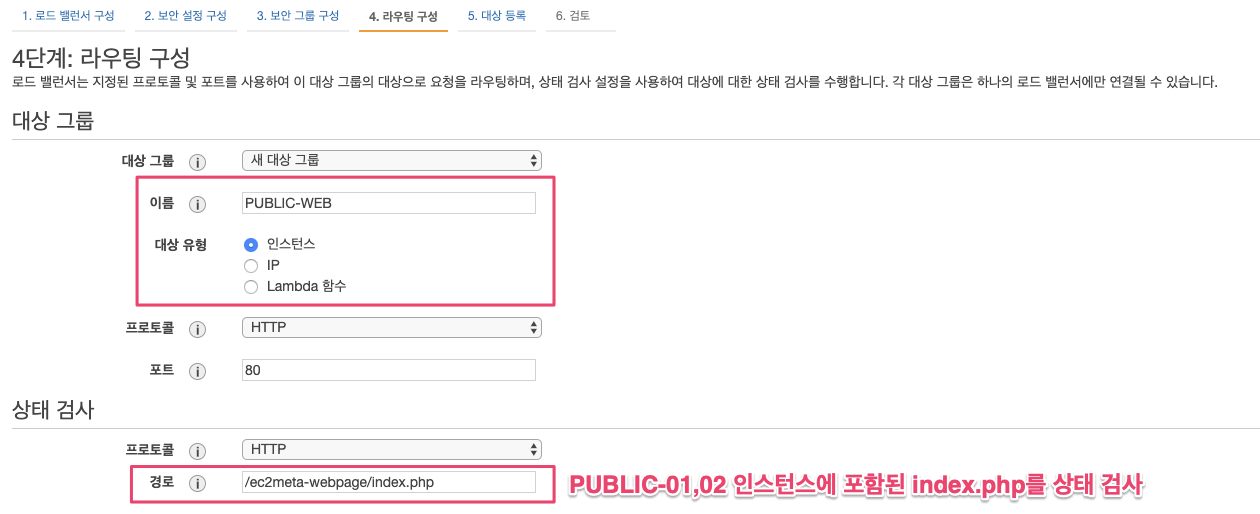 1. 로드 밸런서 구성 2. 보안 설정 구성 3. 보안 그룹 구성 4. 라우팅 구성 5. 대상 등록 6. 검토
4단계: 라우팅 구성
로드 밸런서는 지정된 프로토콜 및 포트를 사용하여 이 대상 그룹의 대상으로 요청을 라우팅하며, 상태 검사 설정을 사용하여 대상에 대한 상태 검사를 수행합니다. 각 대상 그룹은 하나의 로드 밸런서에만 연결될 수 있습니다.
대상 그룹
대상 그룹 i 새 대상 그룹
이름 i PUBLIC-WEB
대상 유형 인스턴스
IP
Lambda 함수
프로토콜 i HTTP
포트 i 80
상태 검사
프로토콜 i HTTP
경로 i /ec2meta-webpage/index.php PUBLIC-01,02 인스턴스에 포함된 index.php를 상태 검사